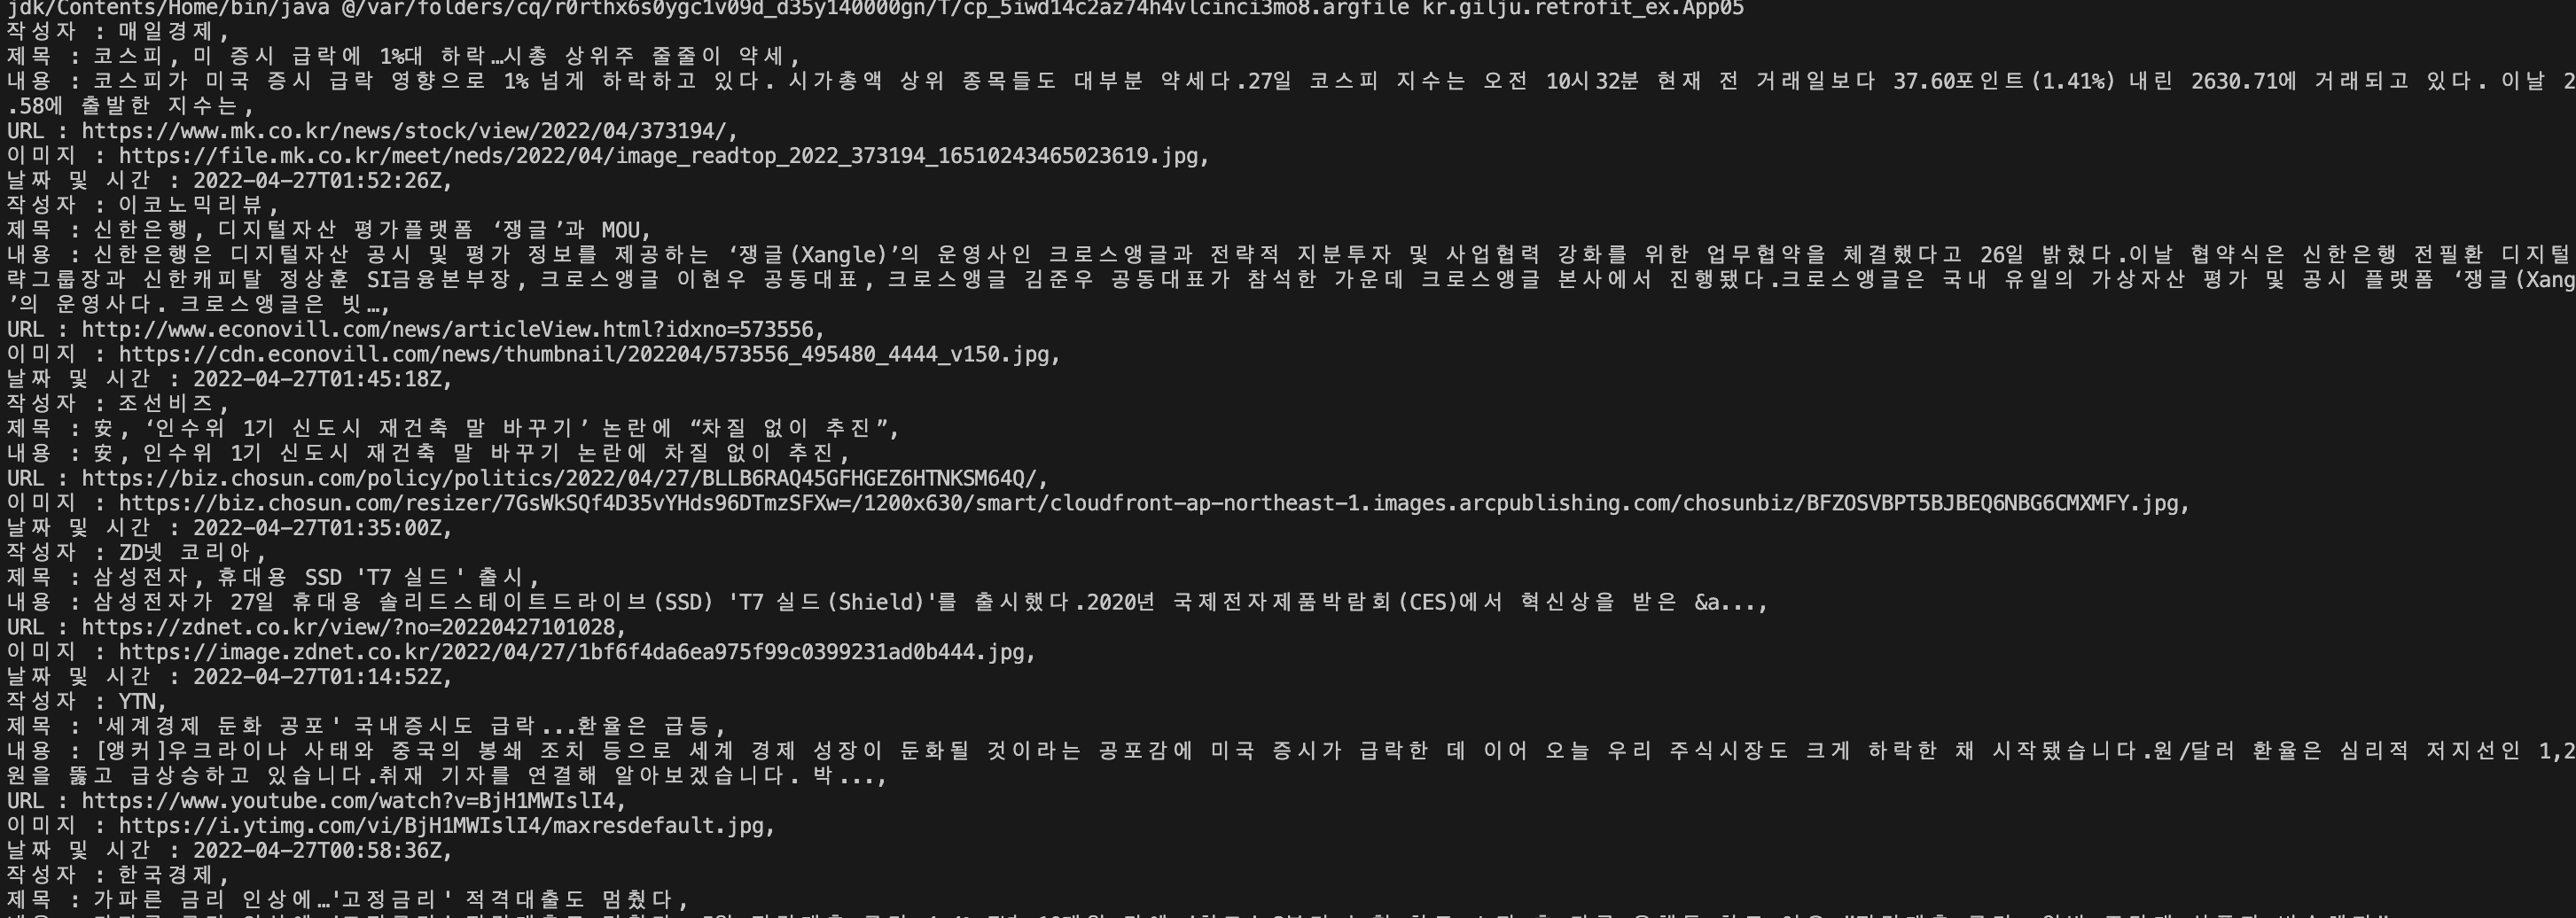 jdk/Contents/Home/bin/java @/var/folders/cq/r0rthx6s0ygc1v09d_d35y140000gn/T/cp_5iwd14c2az74h4vlcinci3mo8.argfile kr.gilju.retrofit_ex.App05
작성자 : 매일경제,
제목 : 코스피, 미 증시 급락에 1%대 하락…시총 상위주 줄줄이 약세,
내용 : 코스피가 미국 증시 급락 영향으로 1% 넘게 하락하고 있다. 시가총액 상위 종목들도 대부분 약세다.27일 코스피 지수는 오전 10시32분 현재 전 거래일보다 37.60포인트(1.41%) 내린 2630.71에 거래되고 있다. 이날 2
.58에 출발한 지수는,
URL : https://www.mk.co.kr/news/stock/view/2022/04/373194/,
이미지 : https://file.mk.co.kr/meet/neds/2022/04/image_readtop_2022_373194_16510243465023619.jpg,
날짜 및 시간 : 2022-04-27T01:52:26Z,
작성자 : 이코노믹리뷰,
제목 : 신한은행, 디지털자산 평가플랫폼 ‘쟁글’과 MOU,
내용 : 신한은행은 디지털자산 공시 및 평가 정보를 제공하는 ‘쟁글(Xangle)’의 운영사인 크로스앵글과 전략적 지분투자 및 사업협력 강화를 위한 업무협약을 체결했다고 26일 밝혔다.이날 협약식은 신한은행 전필환 디지털
략그룹장과 신한캐피탈 정상훈 SI금융본부장, 크로스앵글 이현우 공동대표, 크로스앵글 김준우 공동대표가 참석한 가운데 크로스앵글 본사에서 진행됐다.크로스앵글은 국내 유일의 가상자산 평가 및 공시 플랫폼 ‘쟁글(Xang
’의 운영사다. 크로스앵글은 빗…,
URL : http://www.econovill.com/news/articleView.html?idxno=573556,
이미지 : https://cdn.econovill.com/news/thumbnail/202204/573556_495480_4444_v150.jpg,
날짜 및 시간 : 2022-04-27T01:45:18Z,
작성자 : 조선비즈,
제목 : 安, ‘인수위 1기 신도시 재건축 말 바꾸기’ 논란에 “차질 없이 추진”,
내용 : 安, 인수위 1기 신도시 재건축 말 바꾸기 논란에 차질 없이 추진,
URL : https://biz.chosun.com/policy/politics/2022/04/27/BLLB6RAQ45GFHGEZ6HTNKSM64Q/,
이미지 : https://biz.chosun.com/resizer/7GsWkSQf4D35vYHds96DTmzSFXw=/1200x630/smart/cloudfront-ap-northeast-1.images.arcpublishing.com/chosunbiz/BFZOSVBPT5BJBEQ6NBG6CMXMFY.jpg,
날짜 및 시간 : 2022-04-27T01:35:00Z,
작성자 : ZD넷 코리아,
제목 : 삼성전자, 휴대용 SSD 'T7 실드' 출시,
내용 : 삼성전자가 27일 휴대용 솔리드스테이트드라이브(SSD) 'T7 실드(Shield)'를 출시했다.2020년 국제전자제품박람회(CES)에서 혁신상을 받은 &a...,
URL : https://zdnet.co.kr/view/?no=20220427101028,
이미지 : https://image.zdnet.co.kr/2022/04/27/1bf6f4da6ea975f99c0399231ad0b444.jpg,
날짜 및 시간 : 2022-04-27T01:14:52Z,
작성자 : YTN,
제목 : '세계경제 둔화 공포' 국내증시도 급락...환율은 급등,
내용 : [앵커]우크라이나 사태와 중국의 봉쇄 조치 등으로 세계 경제 성장이 둔화될 것이라는 공포감에 미국 증시가 급락한 데 이어 오늘 우리 주식시장도 크게 하락한 채 시작됐습니다.원/달러 환율은 심리적 저지선인 1,2
원을 뚫고 급상승하고 있습니다.취재 기자를 연결해 알아보겠습니다. 박...,
URL : https://www.youtube.com/watch?v=BjH1MWIslI4,
이미지 : https://i.ytimg.com/vi/BjH1MWIslI4/maxresdefault.jpg,
날짜 및 시간 : 2022-04-27T00:58:36Z,
작성자 : 한국경제,
제목 : 가파른 금리 인상에…'고정금리' 적격대출도 멈췄다,